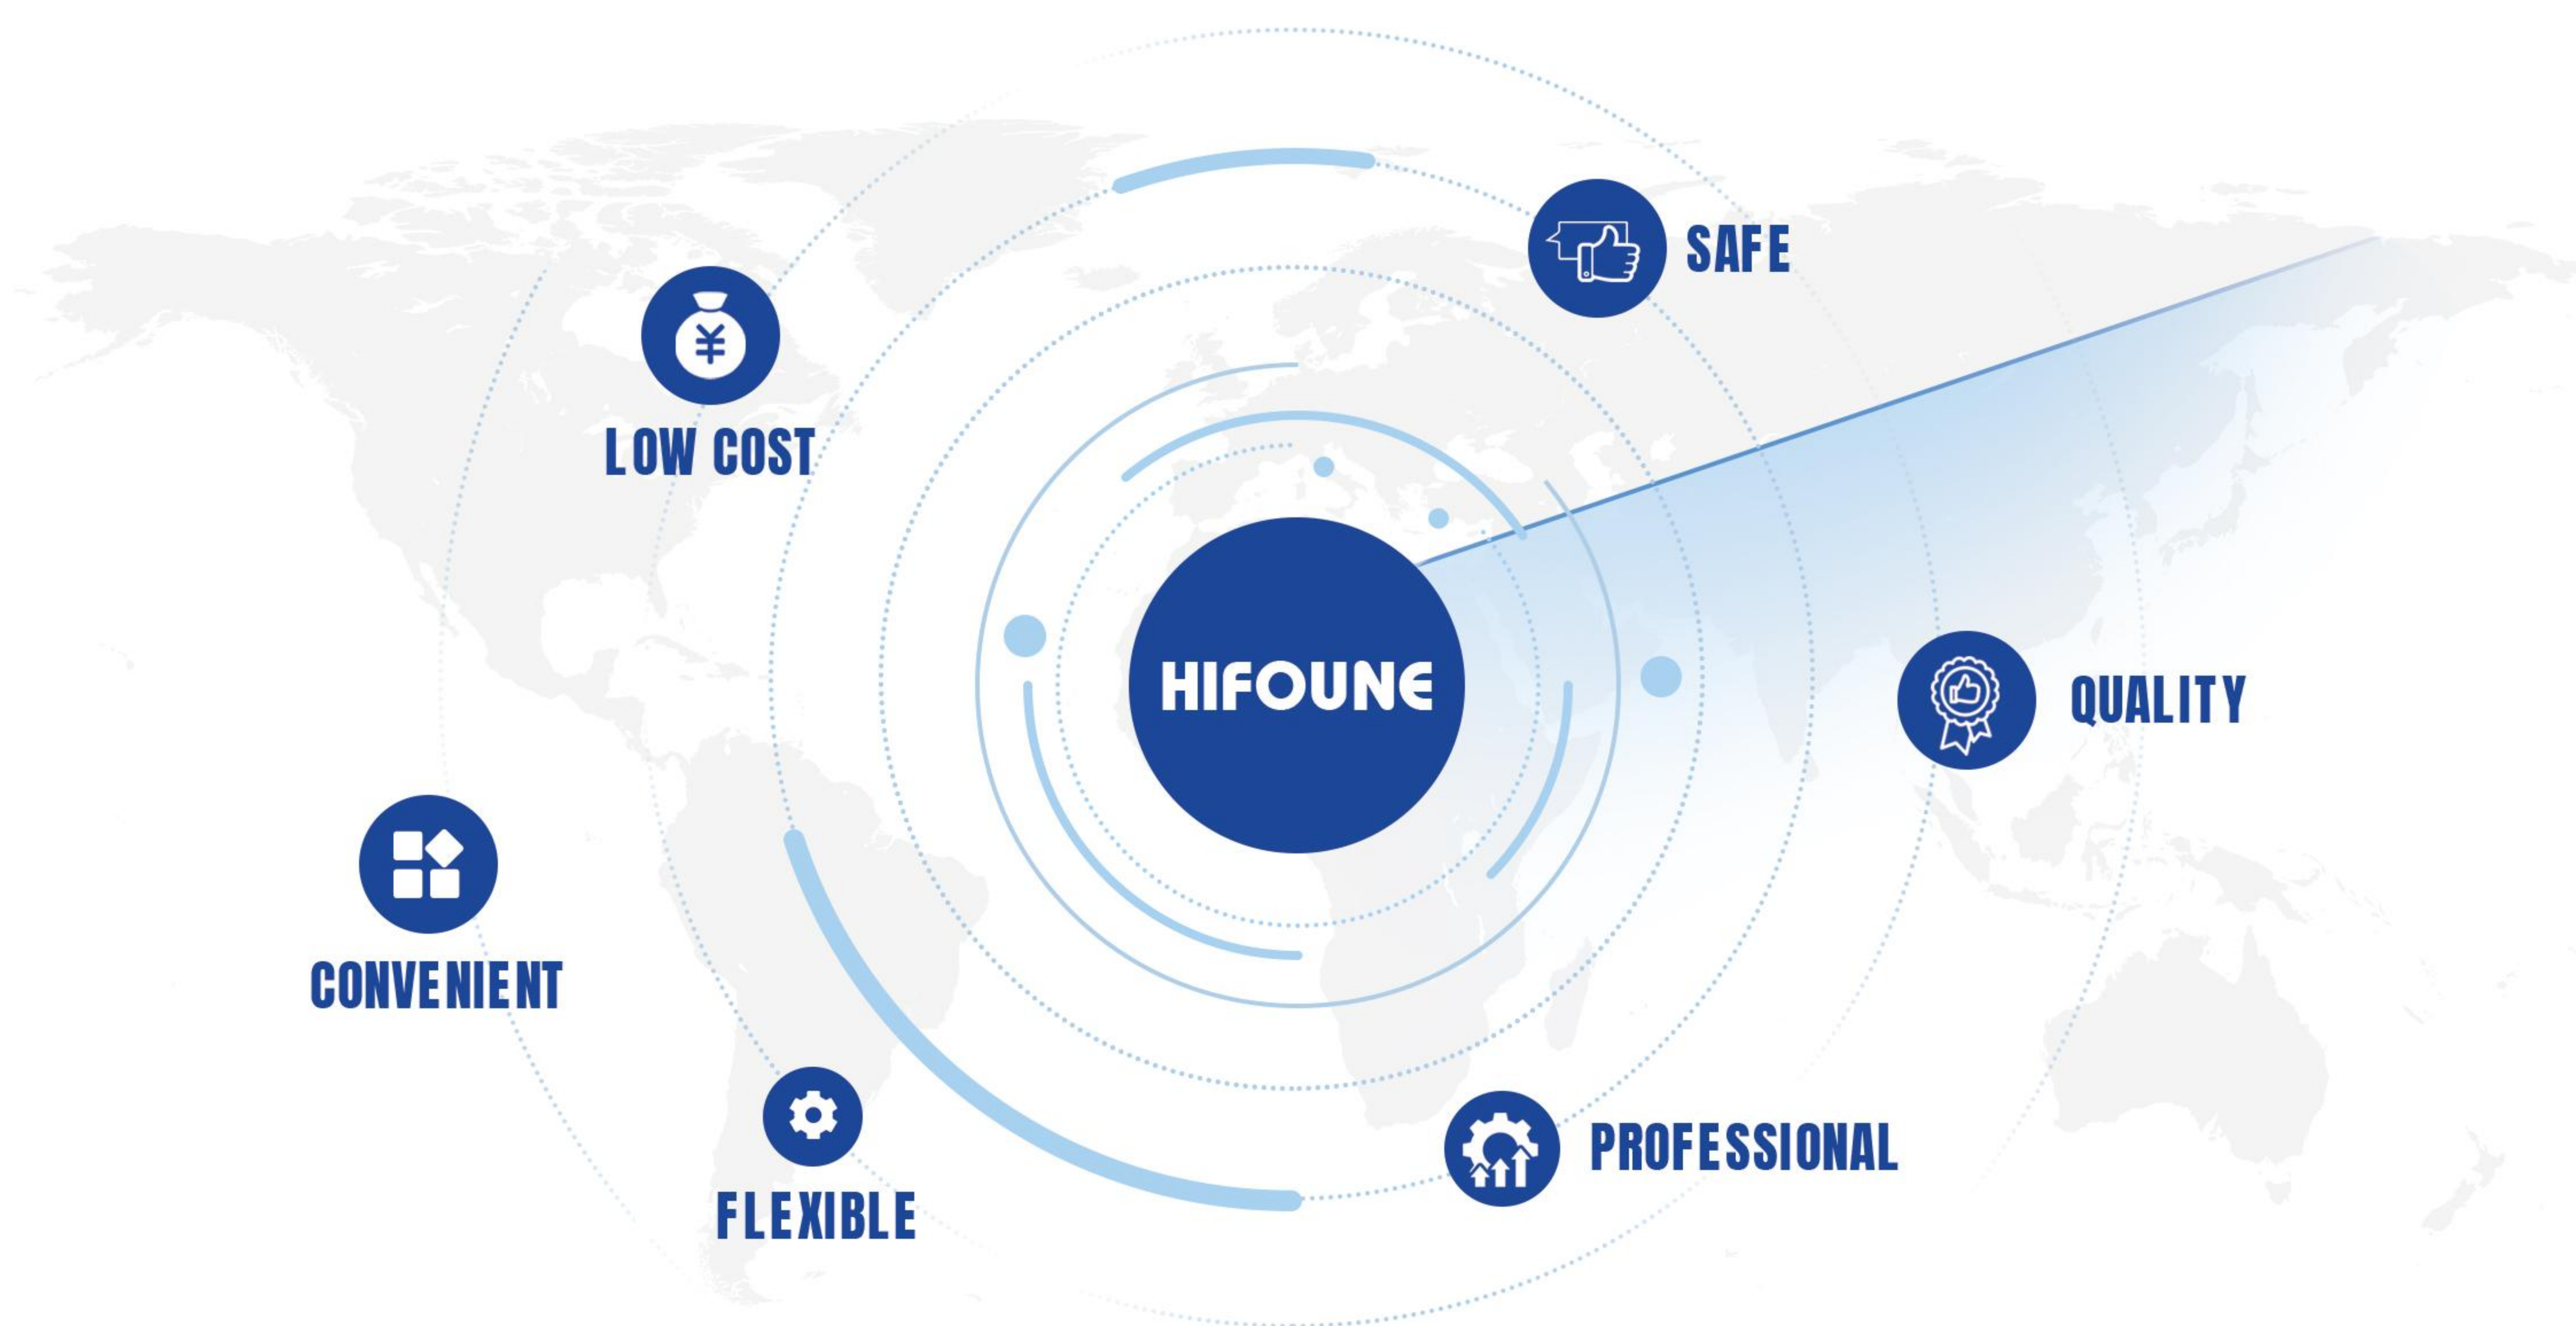 SAFE
LOW COST
HIFOUNE
QUALITY
CONVENIENT
PROFESSIONAL
FLEXIBLE